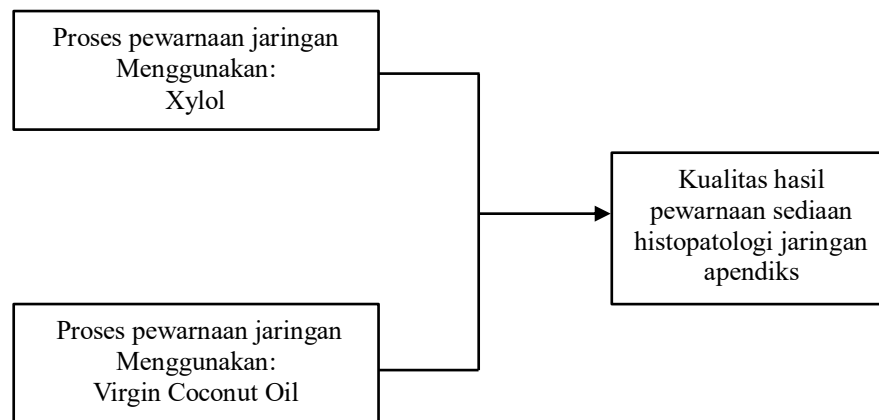 Proses pewarnaan jaringan
Menggunakan:
Xylol
Kualitas hasil
pewarnaan sediaan
histopatologi jaringan
apendiks
Proses pewarnaan jaringan
Menggunakan:
Virgin Coconut Oil